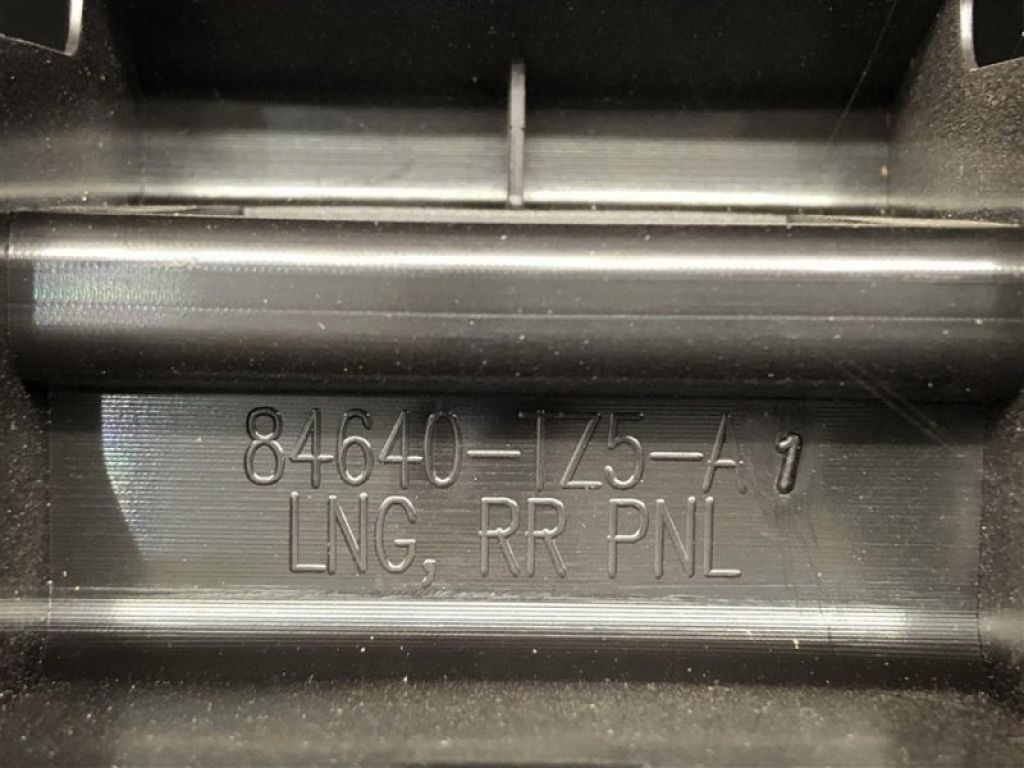 84640-TZ5-A 1
LNG, RR PNL